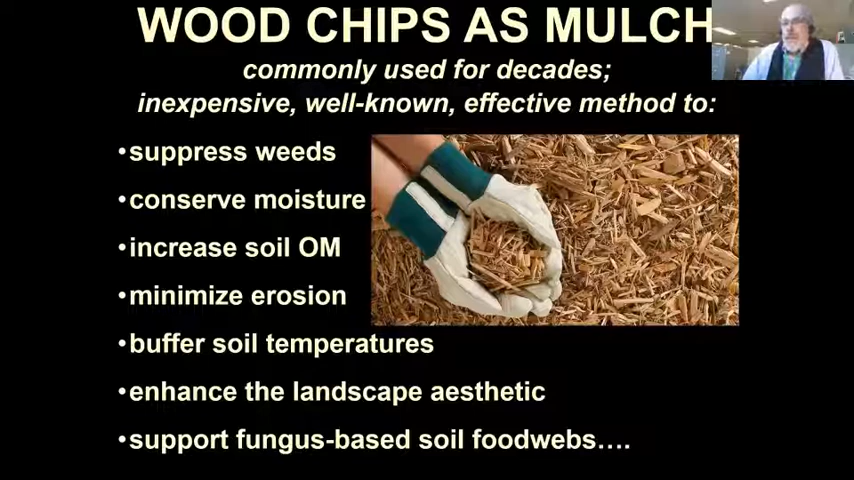 WOOD CHIPS AS MULCH
commonly used for decades;
inexpensive, well-known, effective method to:
•suppress weeds
•conserve moisture
•increase soil OM
•minimize erosion
•buffer soil temperatures
•enhance the landscape aesthetic
•support fungus-based soil foodwebs….